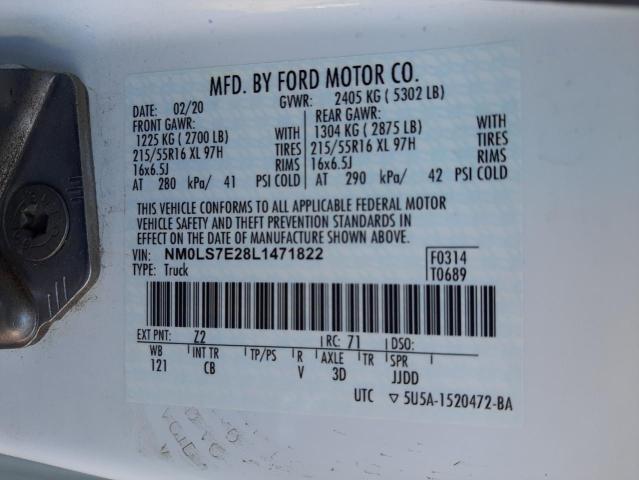 MFD. BY FORD MOTOR CO.
DATE: 02/20 GVWR: 2405 KG ( 5302 LB)
FRONT GAWR: REAR GAWR:
1225 KG ( 2700 LB) WITH 1304 KG ( 2875 LB) WITH
215/55R16 XL 97H TIRES 215/55R16 XL 97H TIRES
16x6.5J RIMS 16x6.5J RIMS
AT 280 kPa/ 41 PSI COLD AT 290 kPa/ 42 PSI COLD
THIS VEHICLE CONFORMS TO ALL APPLICABLE FEDERAL MOTOR
VEHICLE SAFETY AND THEFT PREVENTION STANDARDS IN
EFFECT ON THE DATE OF MANUFACTURE SHOWN ABOVE.
VIN: NM0LS7E28L1471822 F0314
TYPE: Truck T0689
EXT PNT: Z2 RC: 71 DSO:
WB INT TR TP/PS R AXLE TR SPR
121 CB V 3D JJDD
UTC ▽ 5U5A-1520472-BA